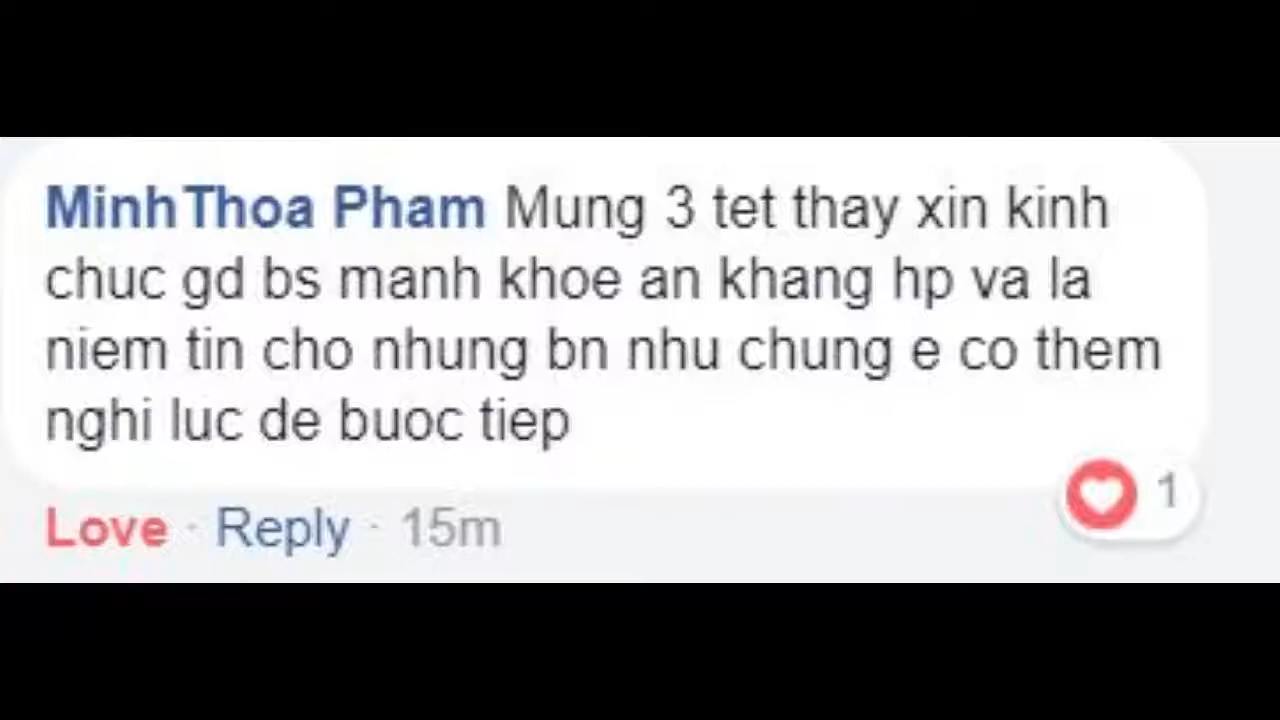 MinhThoa Pham Mung 3 tet thay xin kinh
chuc gd bs manh khoe an khang hp va la
niem tin cho nhung bn nhu chung e co them
nghi luc de buoc tiep
1
Love · Reply · 15m